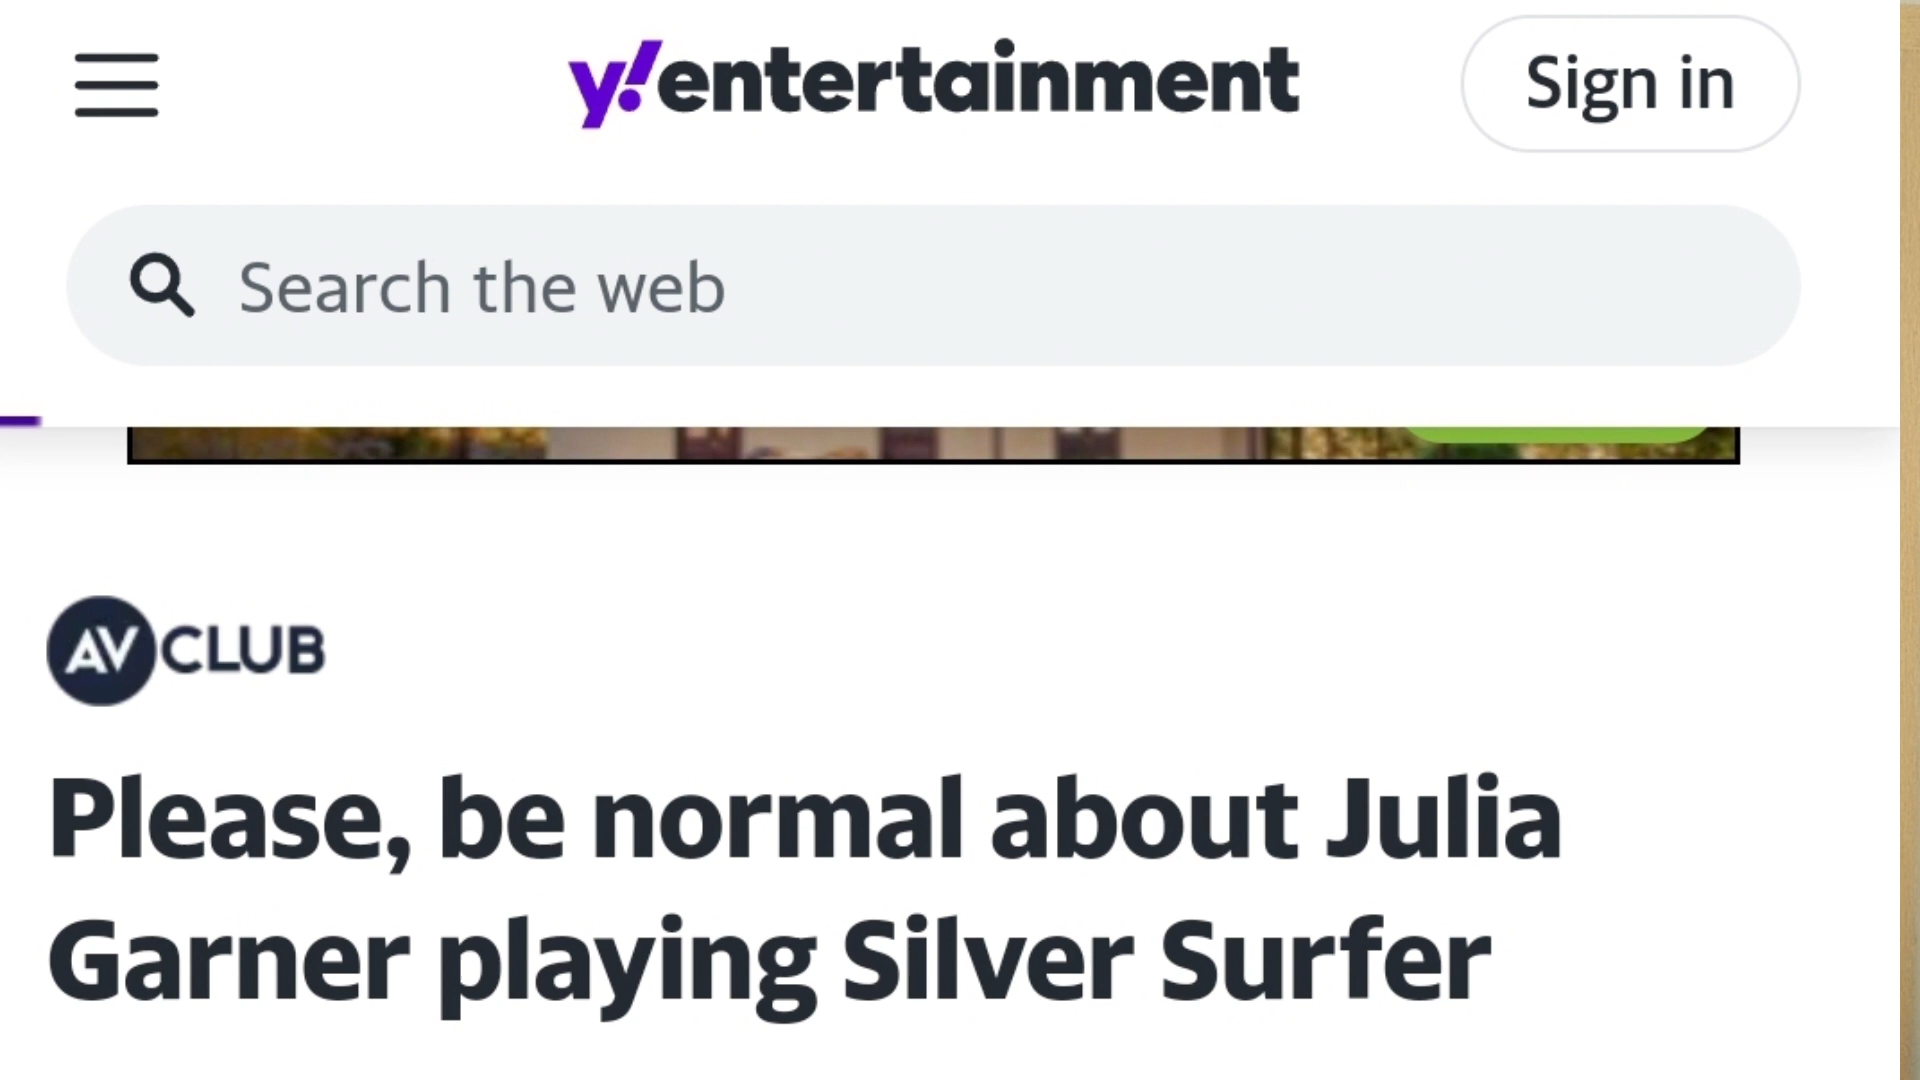 y!entertainment
Sign in
Search the web
AV CLUB
Please, be normal about Julia
Garner playing Silver Surfer